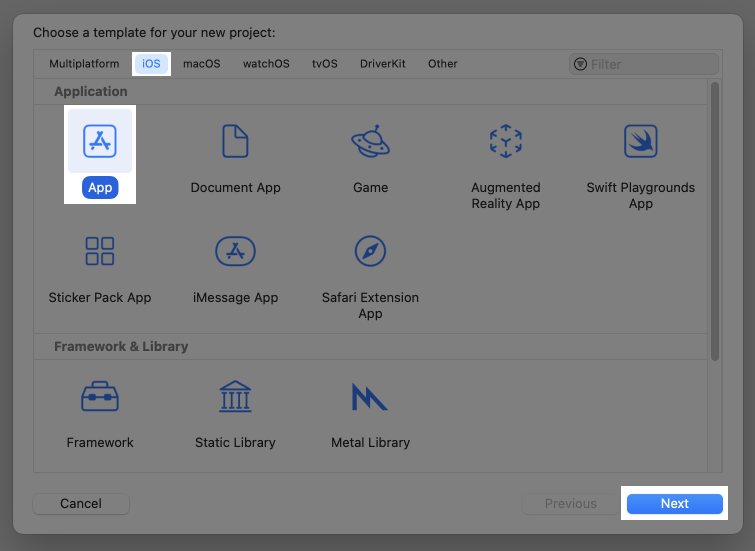 Choose a template for your new project:
Multiplatform iOS macOS watchOS tvOS DriverKit Other Filter
Application
App Document App Game Augmented Reality App Swift Playgrounds App
Sticker Pack App iMessage App Safari Extension App
Framework & Library
Framework Static Library Metal Library
Cancel Previous Next